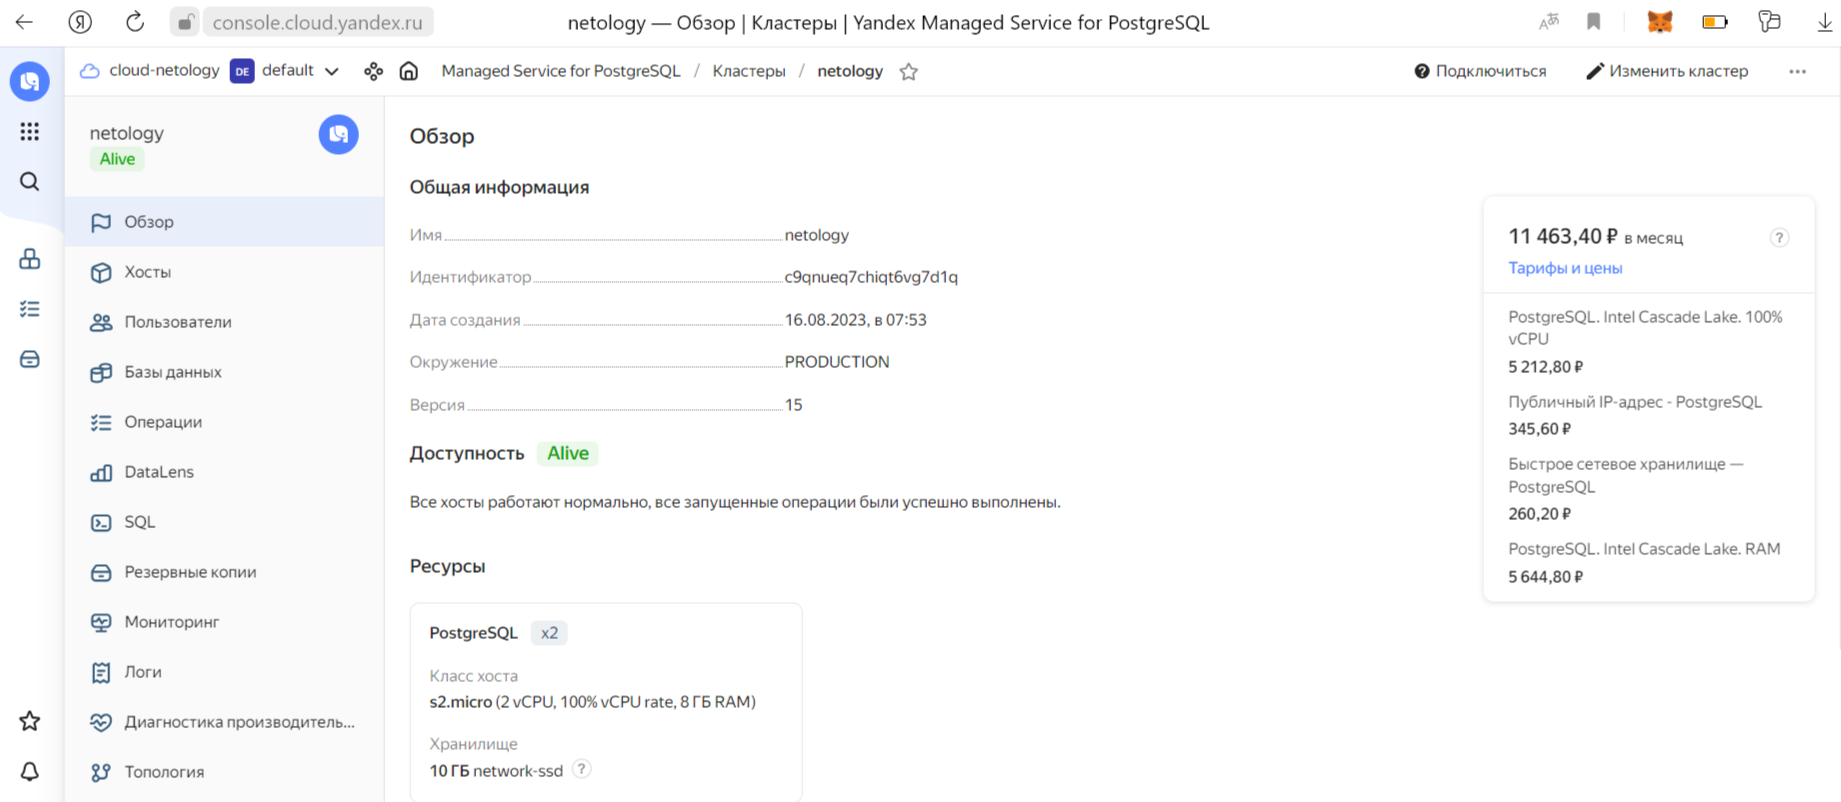 console.cloud.yandex.ru
netology — Обзор | Кластеры | Yandex Managed Service for PostgreSQL
cloud-netology DE default
Managed Service for PostgreSQL / Кластеры / netology
Подключиться
Изменить кластер
netology
Alive
Обзор
Хосты
Пользователи
Базы данных
Операции
DataLens
SQL
Резервные копии
Мониторинг
Логи
Диагностика производитель...
Топология
Обзор
Общая информация
Имя netology
Идентификатор c9qnueq7chiqt6vg7d1q
Дата создания 16.08.2023, в 07:53
Окружение PRODUCTION
Версия 15
Доступность Alive
Все хосты работают нормально, все запущенные операции были успешно выполнены.
Ресурсы
PostgreSQL x2
Класс хоста
s2.micro (2 vCPU, 100% vCPU rate, 8 ГБ RAM)
Хранилище
10 ГБ network-ssd ?
11 463,40 ₽ в месяц ?
Тарифы и цены
PostgreSQL. Intel Cascade Lake. 100%
vCPU
5 212,80 ₽
Публичный IP-адрес - PostgreSQL
345,60 ₽
Быстрое сетевое хранилище —
PostgreSQL
260,20 ₽
PostgreSQL. Intel Cascade Lake. RAM
5 644,80 ₽